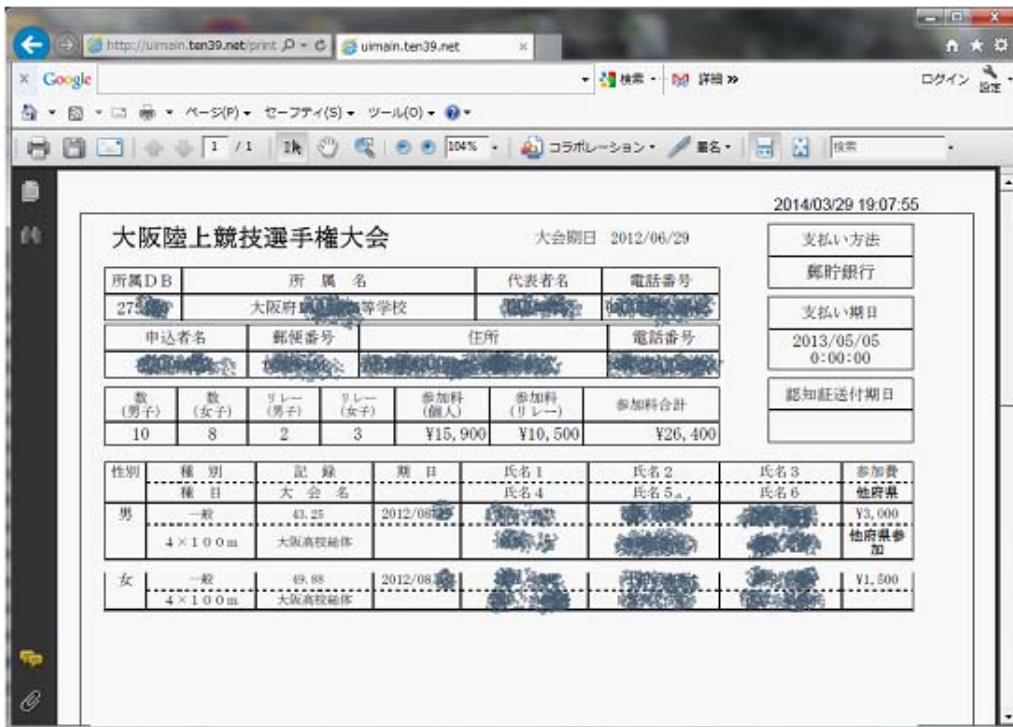 http://uimain.ten39.net/print
uimain.ten39.net
Google
検索
詳細 »
ログイン
設定
ページ(P)
セーフティ(S)
ツール(O)
1 / 1
104%
コラボレーション
署名
検索
2014/03/29 19:07:55
大阪陸上競技選手権大会
大会期日 2012/06/29
支払い方法
郵貯銀行
所属DB 所 属 名 代表者名 電話番号
275 大阪府 等学校
支払い期日
2013/05/05
0:00:00
申込者名 郵便番号 住所 電話番号
認知証送付期日
数(男子) 数(女子) リレー(男子) リレー(女子) 参加料(個人) 参加料(リレー) 参加料合計
10 8 2 3 ¥15,900 ¥10,500 ¥26,400
性別 種 別 記 録 期 日 氏名1 氏名2 氏名3 参加費
種 目 大 会 名 氏名4 氏名5 氏名6 他府県
男 一般 43.25 2012/08 ¥3,000
4×100m 大阪高校総体 他府県参加
女 一般 49.88 2012/08 ¥1,500
4×100m 大阪高校総体